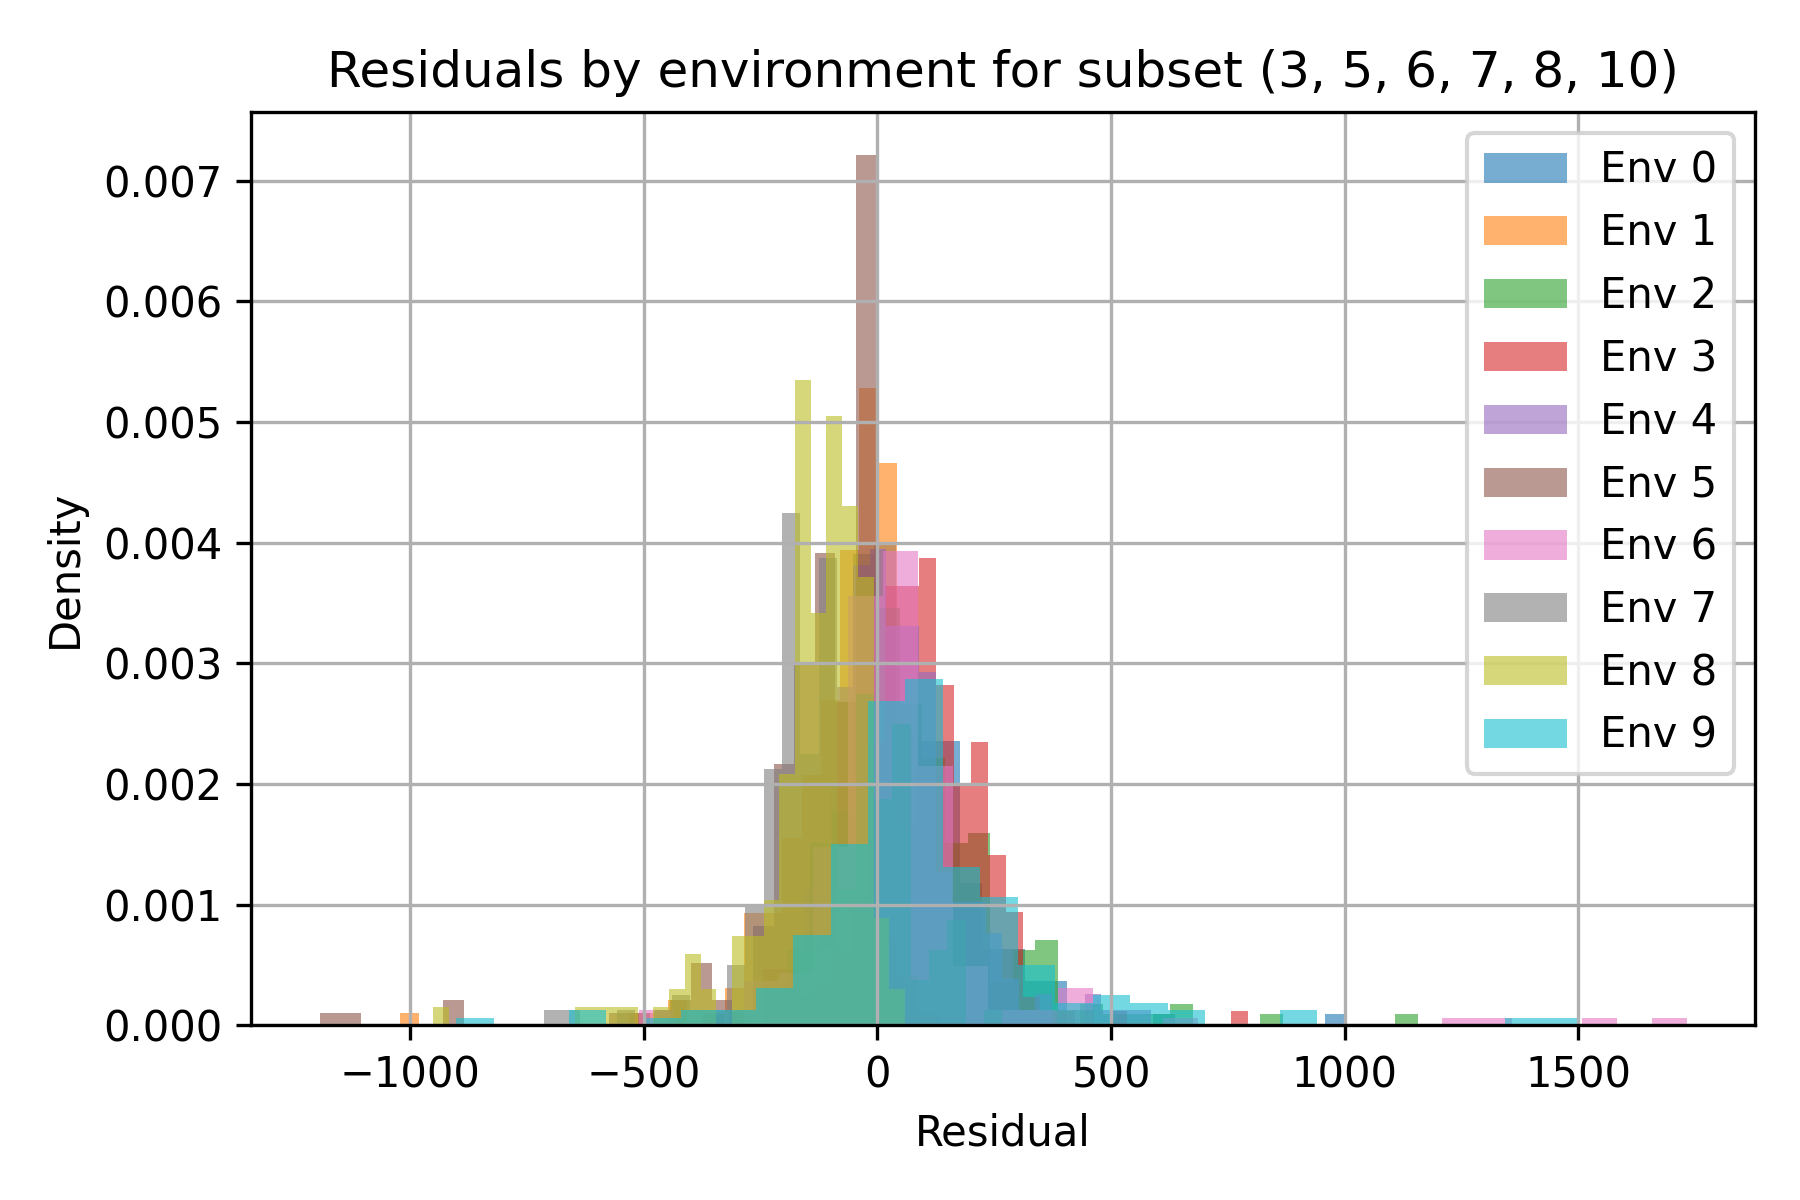 Residuals by environment for subset (3, 5, 6, 7, 8, 10)
0.007
0.006
0.005
0.004
0.003
0.002
0.001
0.000
Density
−1000
−500
0
500
1000
1500
Residual
Env 0
Env 1
Env 2
Env 3
Env 4
Env 5
Env 6
Env 7
Env 8
Env 9